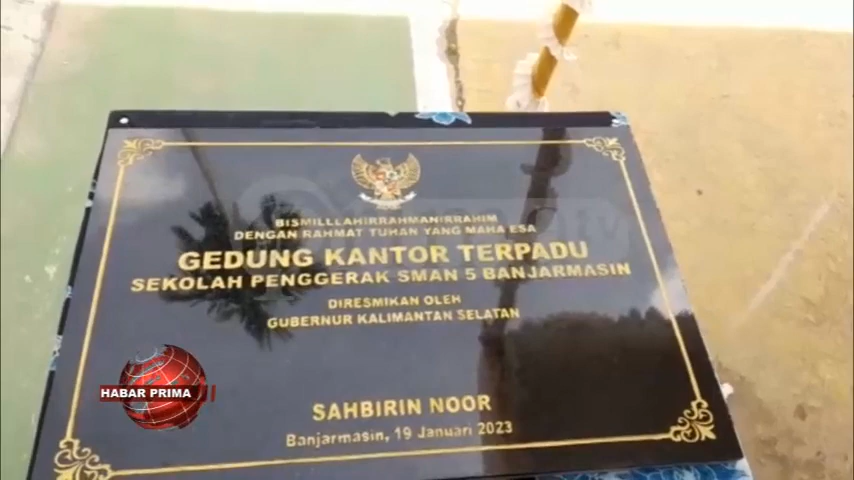 BISMILLLAHIRRAHMANIRRAHIM
DENGAN RAHMAT TUHAN YANG MAHA ESA
GEDUNG KANTOR TERPADU
SEKOLAH PENGGERAK SMAN 5 BANJARMASIN
DIRESMIKAN OLEH
GUBERNUR KALIMANTAN SELATAN
HABAR PRIMA
SAHBIRIN NOOR
Banjarmasin, 19 Januari 2023